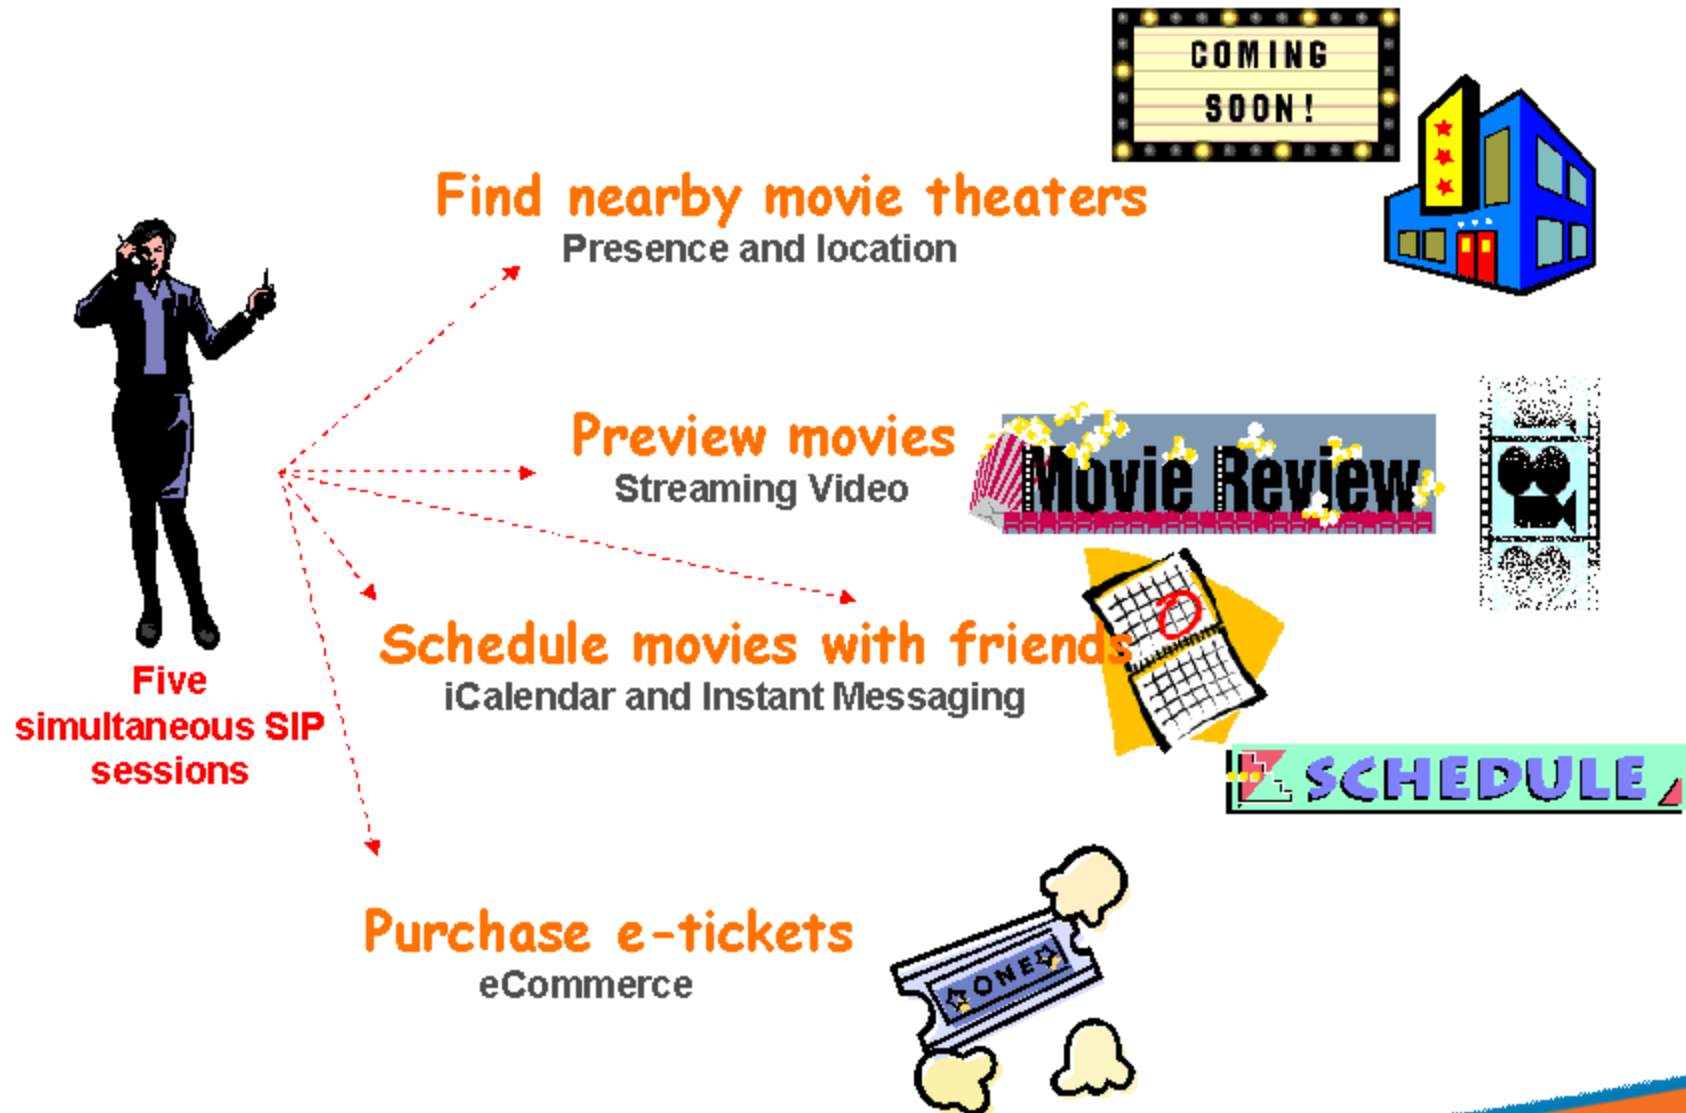 COMING
SOON!
Find nearby movie theaters
Presence and location
Preview movies
Streaming Video
Movie Review
Schedule movies with friends
iCalendar and Instant Messaging
Five
simultaneous SIP
sessions
SCHEDULE
Purchase e-tickets
eCommerce
ONE